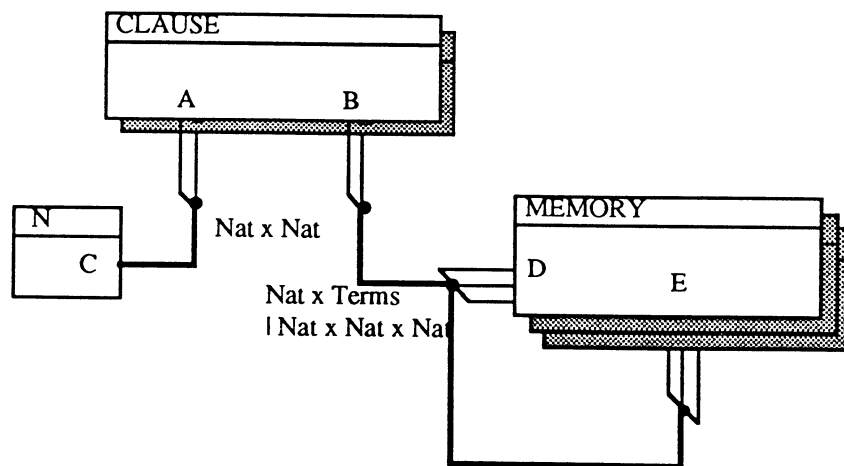 CLAUSE
A
B
N
C
Nat x Nat
MEMORY
D
E
Nat x Terms
| Nat x Nat x Nat